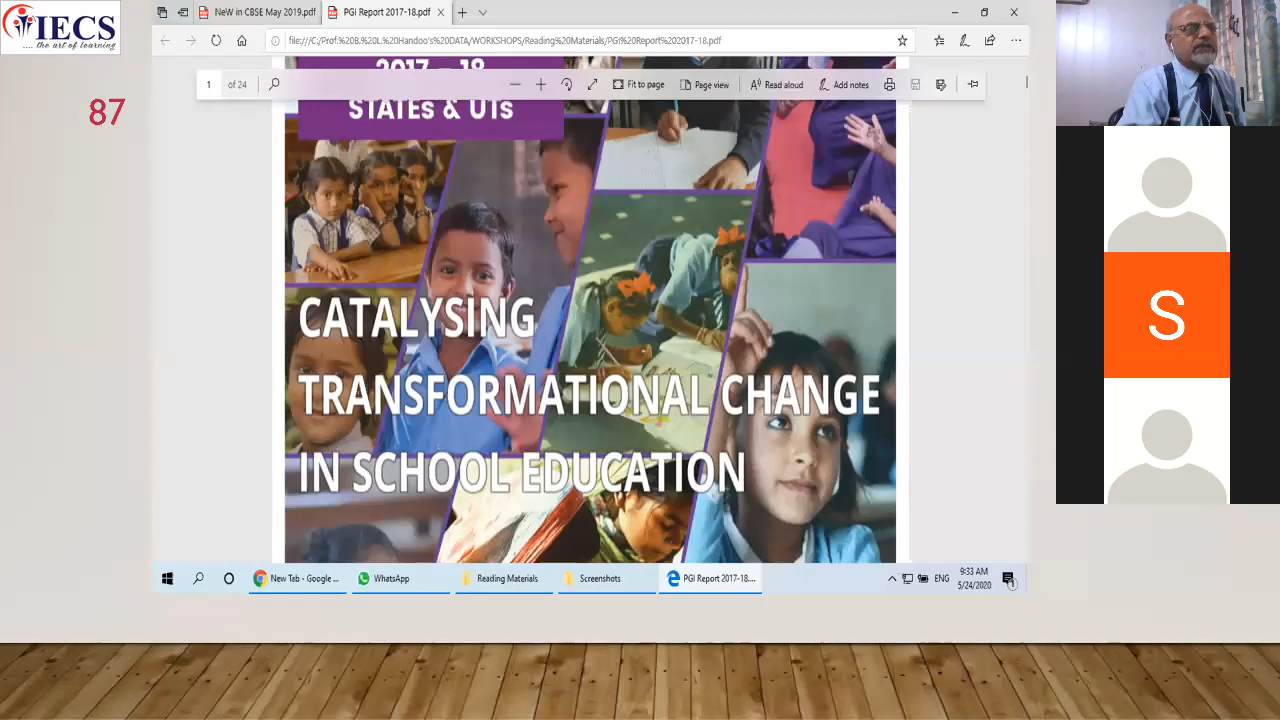 IECS
.... the art of learning
87
NeW in CBSE May 2019.pdf
PGI Report 2017-18.pdf
file:///C:/Prof.%20B.%20L.%20Handoo's%20DATA/WORKSHOPS/Reading%20Materials/PGI%20Report%202017-18.pdf
1 of 24
Fit to page
Page view
Read aloud
Add notes
2017 – 18
STATEs & UTs
CATALYSING
TRANSFORMATIONAL CHANGE
IN SCHOOL EDUCATION
S
New Tab - Google ...
WhatsApp
Reading Materials
Screenshots
PGI Report 2017-18....
ENG
9:33 AM
5/24/2020
1